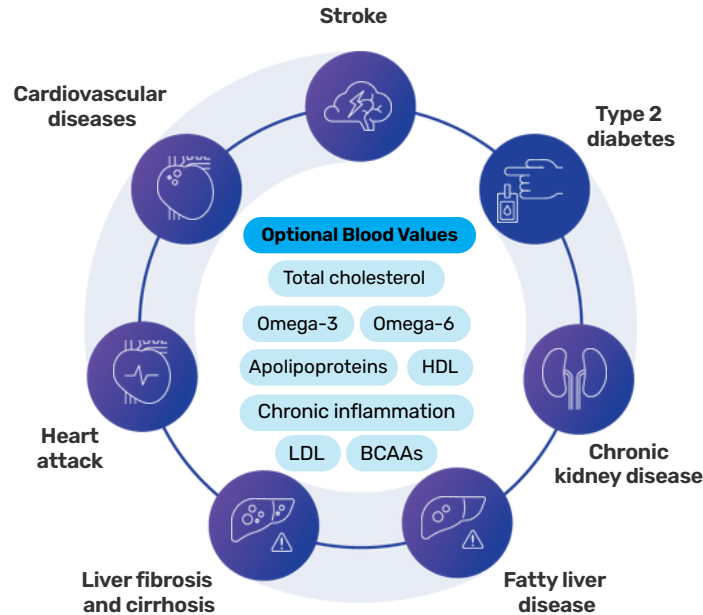 Stroke
Cardiovascular
diseases
Type 2
diabetes
Optional Blood Values
Total cholesterol
Omega-3
Omega-6
Apolipoproteins
HDL
Chronic inflammation
LDL
BCAAs
Heart
attack
Chronic
kidney disease
Liver fibrosis
and cirrhosis
Fatty liver
disease